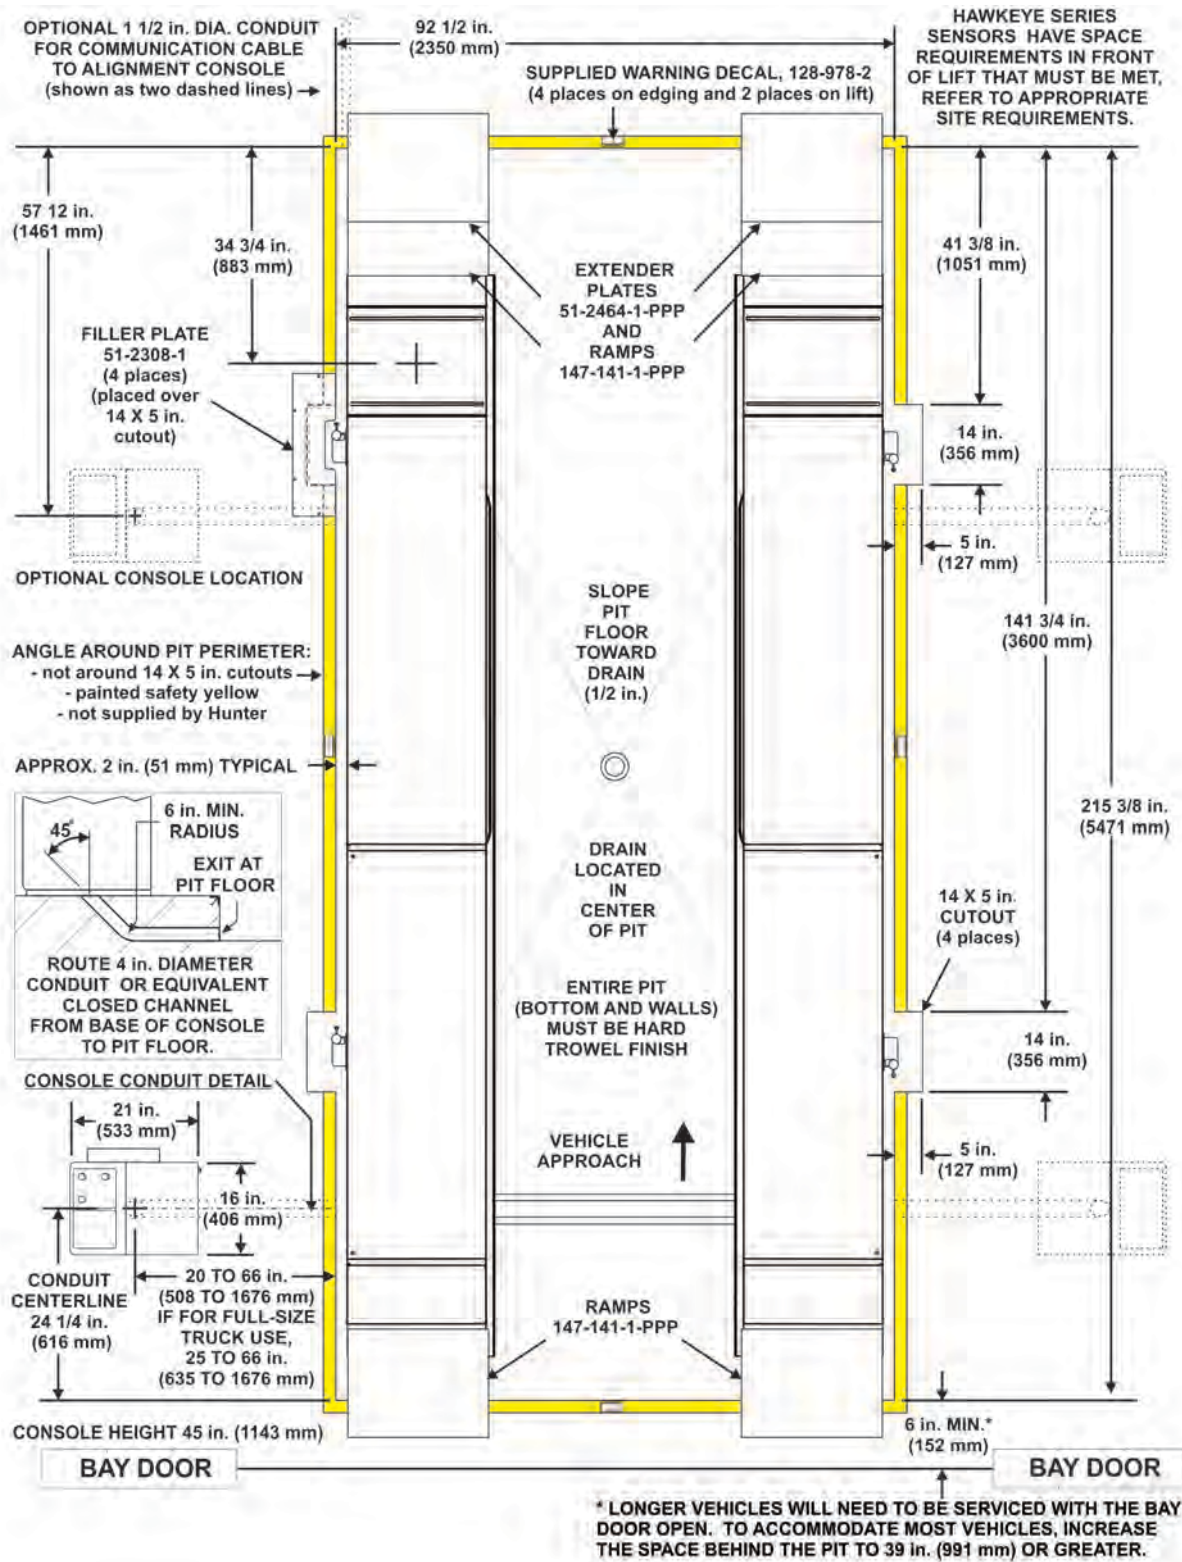 OPTIONAL 1 1/2 in. DIA. CONDUIT
FOR COMMUNICATION CABLE
TO ALIGNMENT CONSOLE
(shown as two dashed lines)
92 1/2 in.
(2350 mm)
SUPPLIED WARNING DECAL, 128-978-2
(4 places on edging and 2 places on lift)
HAWKEYE SERIES
SENSORS HAVE SPACE
REQUIREMENTS IN FRONT
OF LIFT THAT MUST BE MET,
REFER TO APPROPRIATE
SITE REQUIREMENTS.
57 12 in.
(1461 mm)
34 3/4 in.
(883 mm)
EXTENDER
PLATES
51-2464-1-PPP
AND
RAMPS
147-141-1-PPP
41 3/8 in.
(1051 mm)
FILLER PLATE
51-2308-1
(4 places)
(placed over
14 X 5 in.
cutout)
14 in.
(356 mm)
5 in.
(127 mm)
OPTIONAL CONSOLE LOCATION
SLOPE
PIT
FLOOR
TOWARD
DRAIN
(1/2 in.)
141 3/4 in.
(3600 mm)
ANGLE AROUND PIT PERIMETER:
- not around 14 X 5 in. cutouts
- painted safety yellow
- not supplied by Hunter
APPROX. 2 in. (51 mm) TYPICAL
215 3/8 in.
(5471 mm)
6 in. MIN.
RADIUS
45°
EXIT AT
PIT FLOOR
DRAIN
LOCATED
IN
CENTER
OF PIT
14 X 5 in.
CUTOUT
(4 places)
ROUTE 4 in. DIAMETER
CONDUIT OR EQUIVALENT
CLOSED CHANNEL
FROM BASE OF CONSOLE
TO PIT FLOOR.
ENTIRE PIT
(BOTTOM AND WALLS)
MUST BE HARD
TROWEL FINISH
14 in.
(356 mm)
CONSOLE CONDUIT DETAIL
21 in.
(533 mm)
VEHICLE
APPROACH
5 in.
(127 mm)
16 in.
(406 mm)
CONDUIT
CENTERLINE
24 1/4 in.
(616 mm)
20 TO 66 in.
(508 TO 1676 mm)
IF FOR FULL-SIZE
TRUCK USE,
25 TO 66 in.
(635 TO 1676 mm)
RAMPS
147-141-1-PPP
CONSOLE HEIGHT 45 in. (1143 mm)
6 in. MIN.*
(152 mm)
BAY DOOR
BAY DOOR
* LONGER VEHICLES WILL NEED TO BE SERVICED WITH THE BAY
DOOR OPEN. TO ACCOMMODATE MOST VEHICLES, INCREASE
THE SPACE BEHIND THE PIT TO 39 in. (991 mm) OR GREATER.